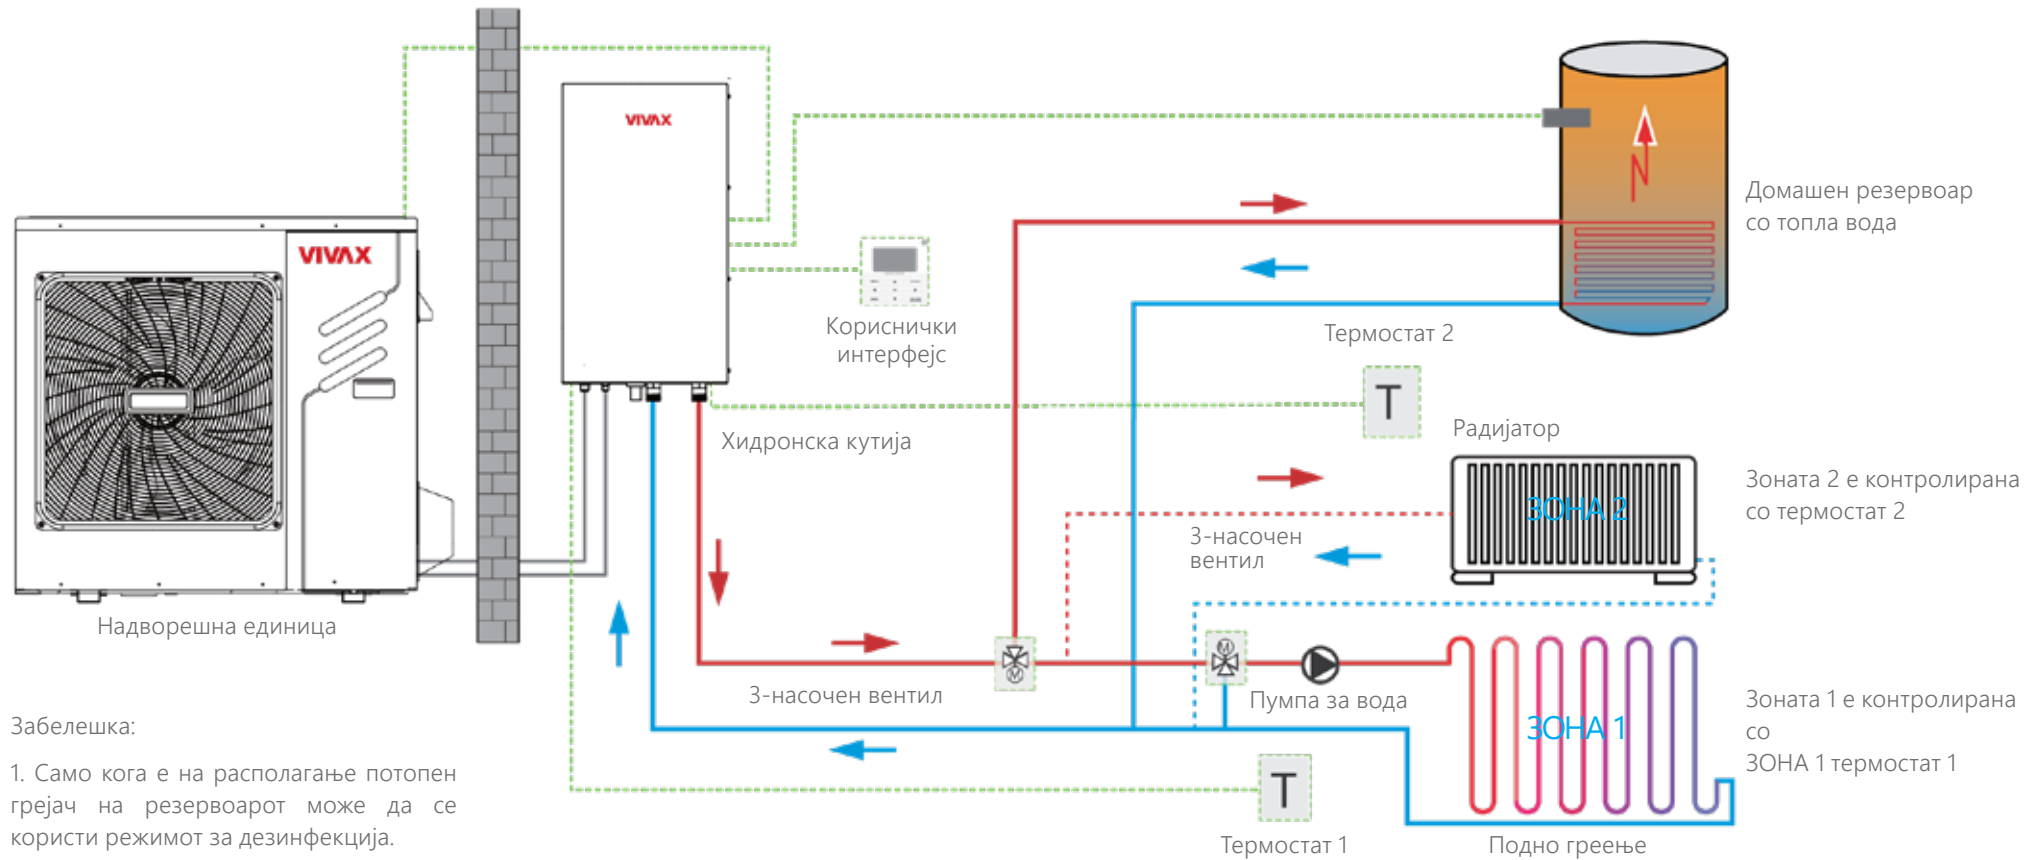 VIVAX
VIVAX
Домашен резервоар
со топла вода
Кориснички
интерфејс
Термостат 2
T
Хидронска кутија
Радијатор
ЗОНА 2
Зоната 2 е контролирана
со термостат 2
3-насочен
вентил
Надворешна единица
M
M
3-насочен вентил
Пумпа за вода
ЗОНА 1
Зоната 1 е контролирана
со
ЗОНА 1 термостат 1
T
Термостат 1
Подно греење
Забелешка:
1. Само кога е на располагање потопен
грејач на резервоарот може да се
користи режимот за дезинфекција.